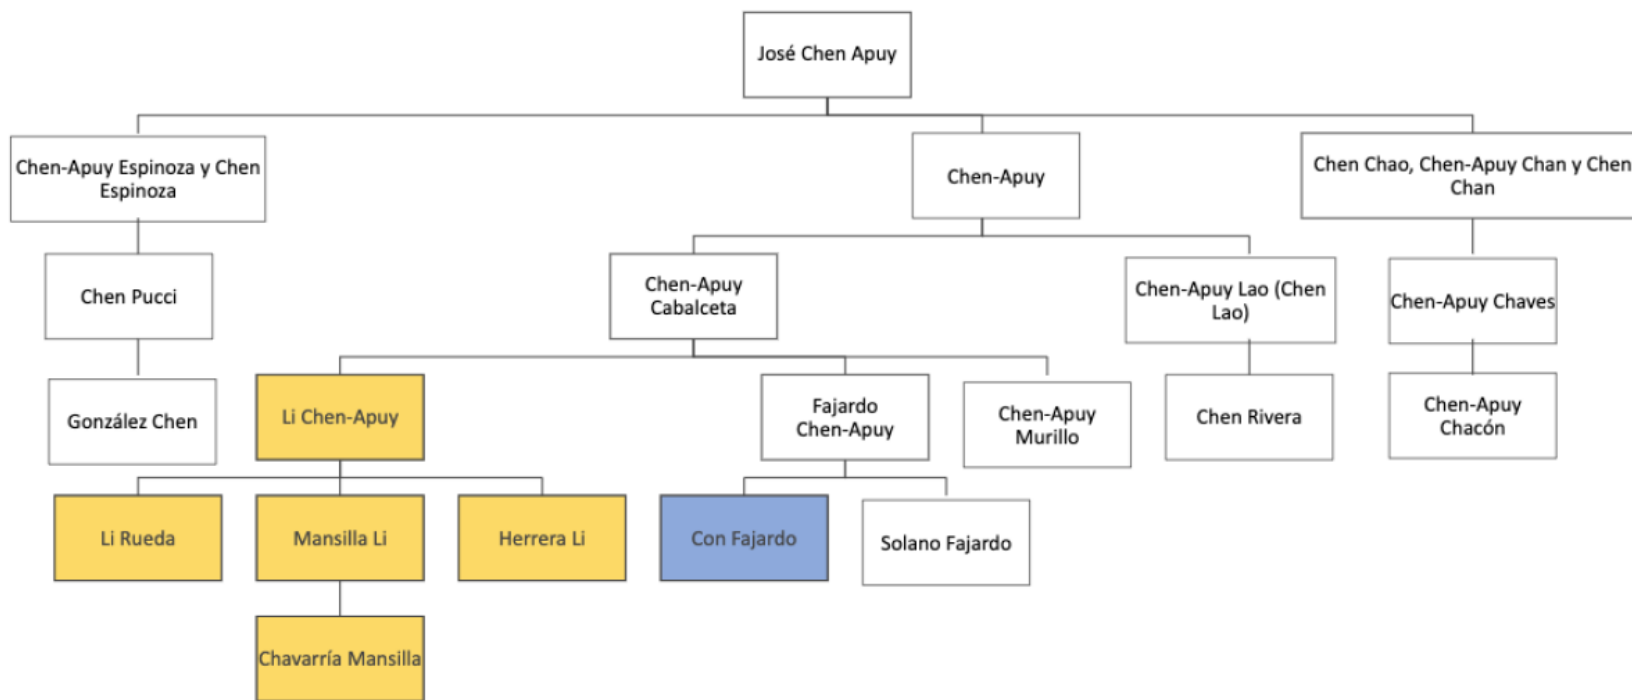 José Chen Apuy
Chen-Apuy Espinoza y Chen
Espinoza
Chen-Apuy
Chen Chao, Chen-Apuy Chan y Chen
Chan
Chen Pucci
Chen-Apuy
Cabalceta
Chen-Apuy Lao (Chen
Lao)
Chen-Apuy Chaves
González Chen
Li Chen-Apuy
Fajardo
Chen-Apuy
Chen-Apuy
Murillo
Chen Rivera
Chen-Apuy
Chacón
Li Rueda
Mansilla Li
Herrera Li
Con Fajardo
Solano Fajardo
Chavarría Mansilla